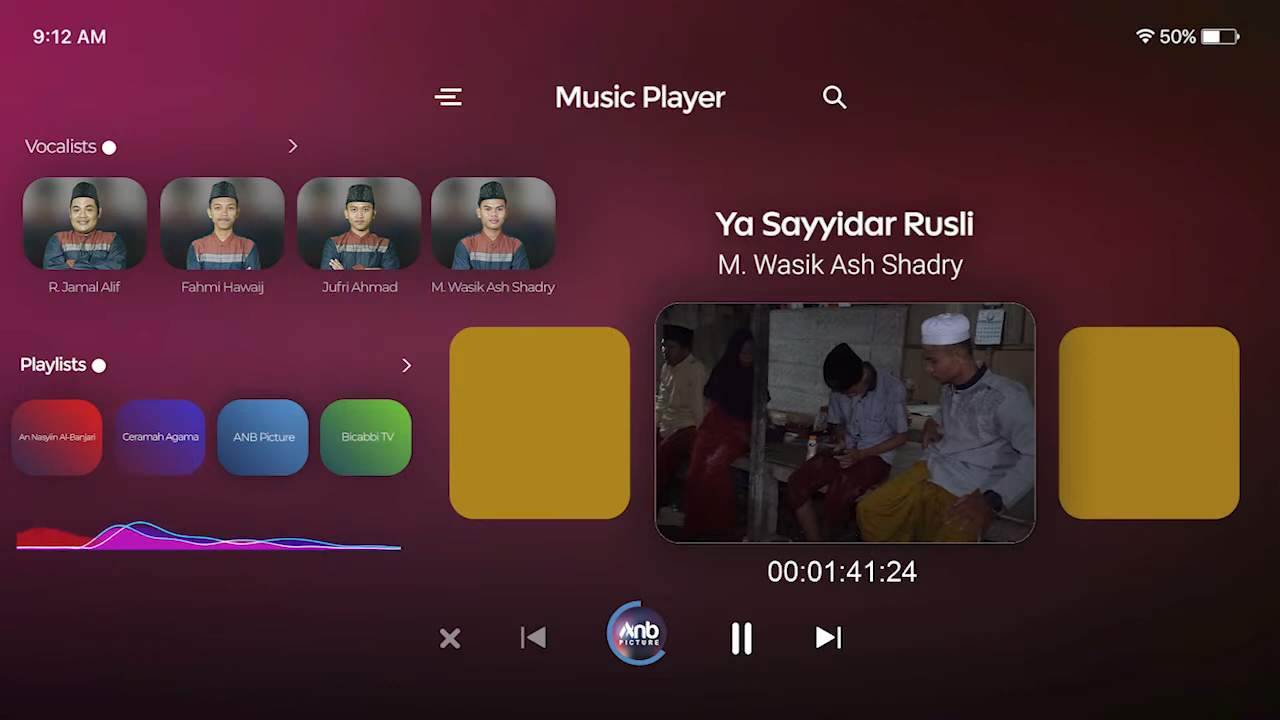 9:12 AM
50%
Music Player
Vocalists
R. Jamal Alif
Fahmi Hawaij
Jufri Ahmad
M. Wasik Ash Shadry
Ya Sayyidar Rusli
M. Wasik Ash Shadry
Playlists
An Nasyiin Al-Banjari
Ceramah Agama
ANB Picture
Bicabbi TV
00:01:41:24
Anb
PICTURE